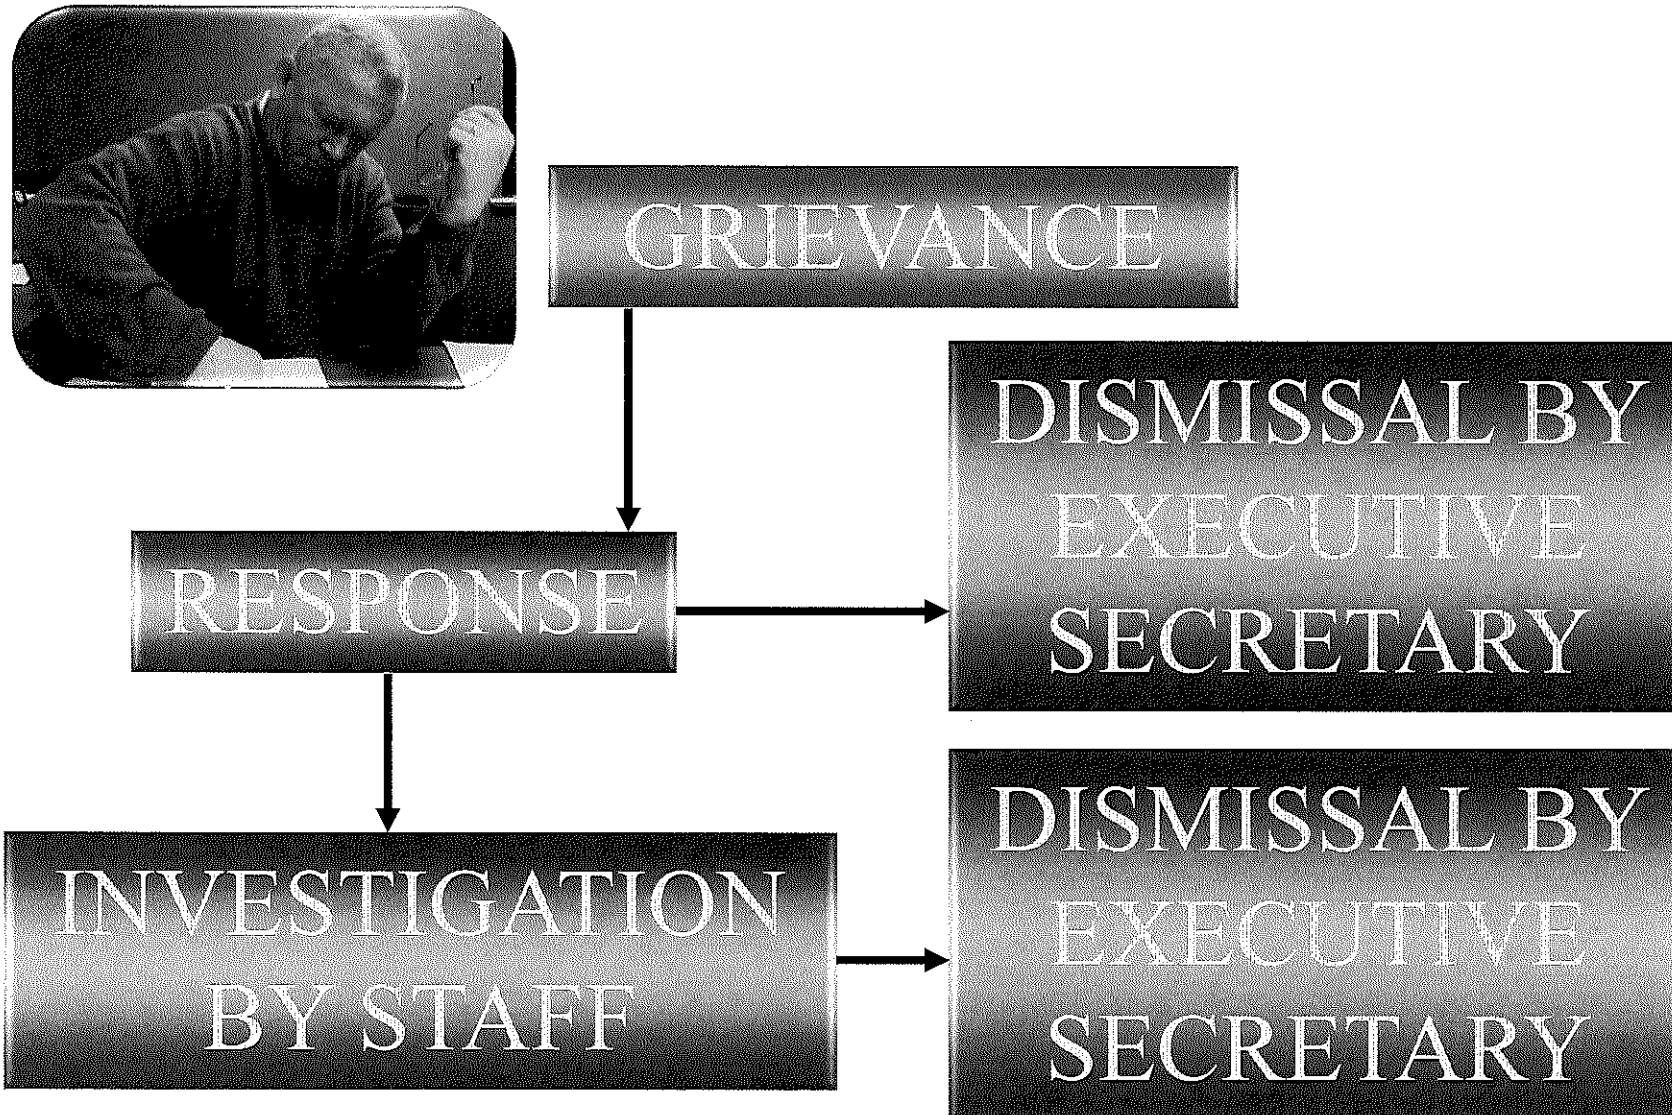 GRIEVANCE
RESPONSE
DISMISSAL BY
EXECUTIVE
SECRETARY
INVESTIGATION
BY STAFF
DISMISSAL BY
EXECUTIVE
SECRETARY